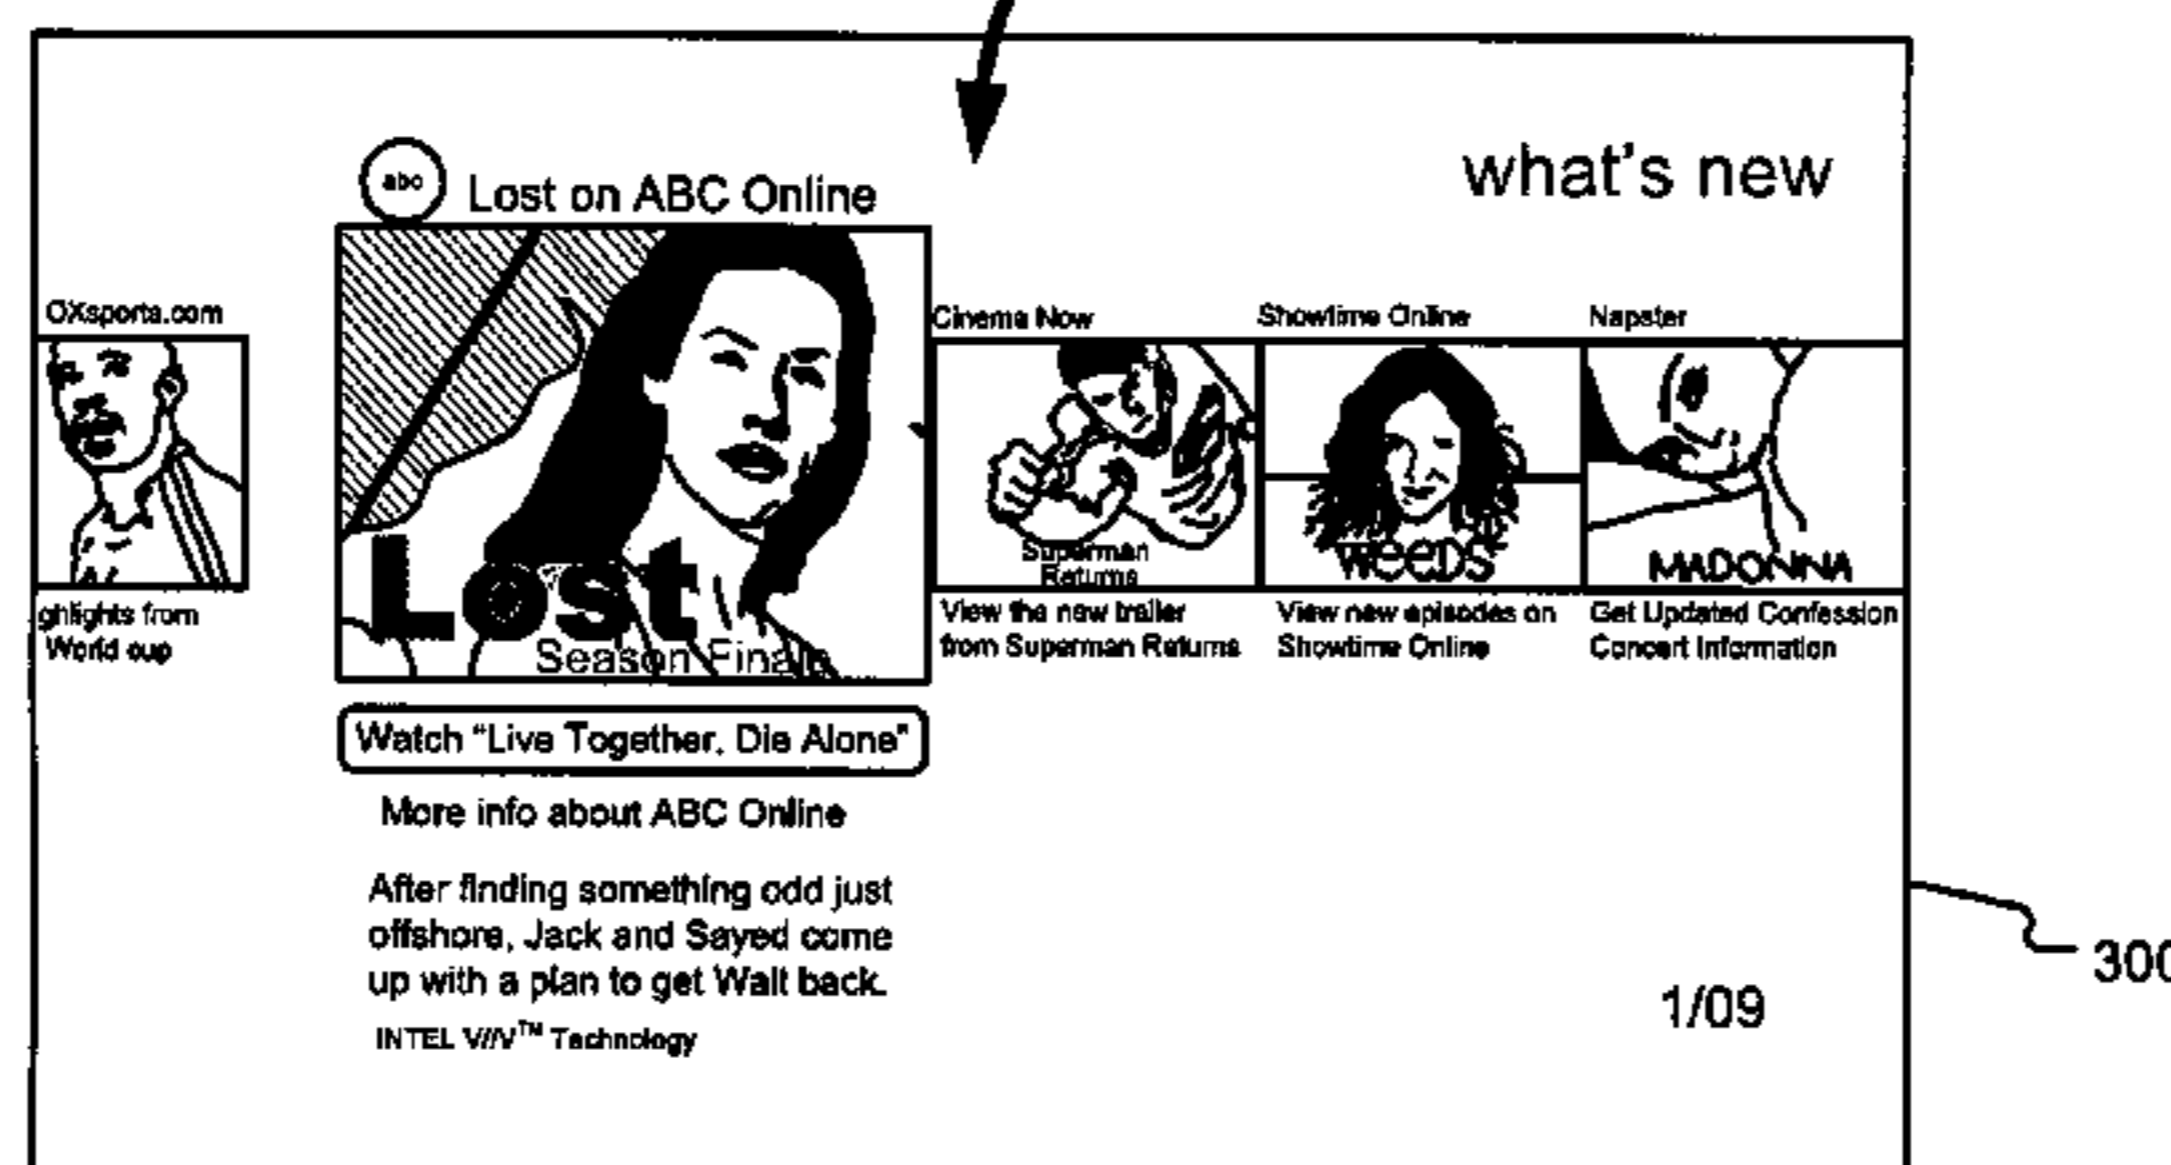 what's new
abc
Lost on ABC Online
OXsports.com
Cinema Now
Showtime Online
Napster
Lost
Season Finale
Superman
Returns
WEEDS
MADONNA
ghlights from
World cup
View the new trailer
from Superman Returns
View new episodes on
Showtime Online
Get Updated Confession
Concert Information
Watch “Live Together, Die Alone”
More info about ABC Online
After finding something odd just
offshore, Jack and Sayed come
up with a plan to get Walt back.
INTEL VIIV™ Technology
300
1/09